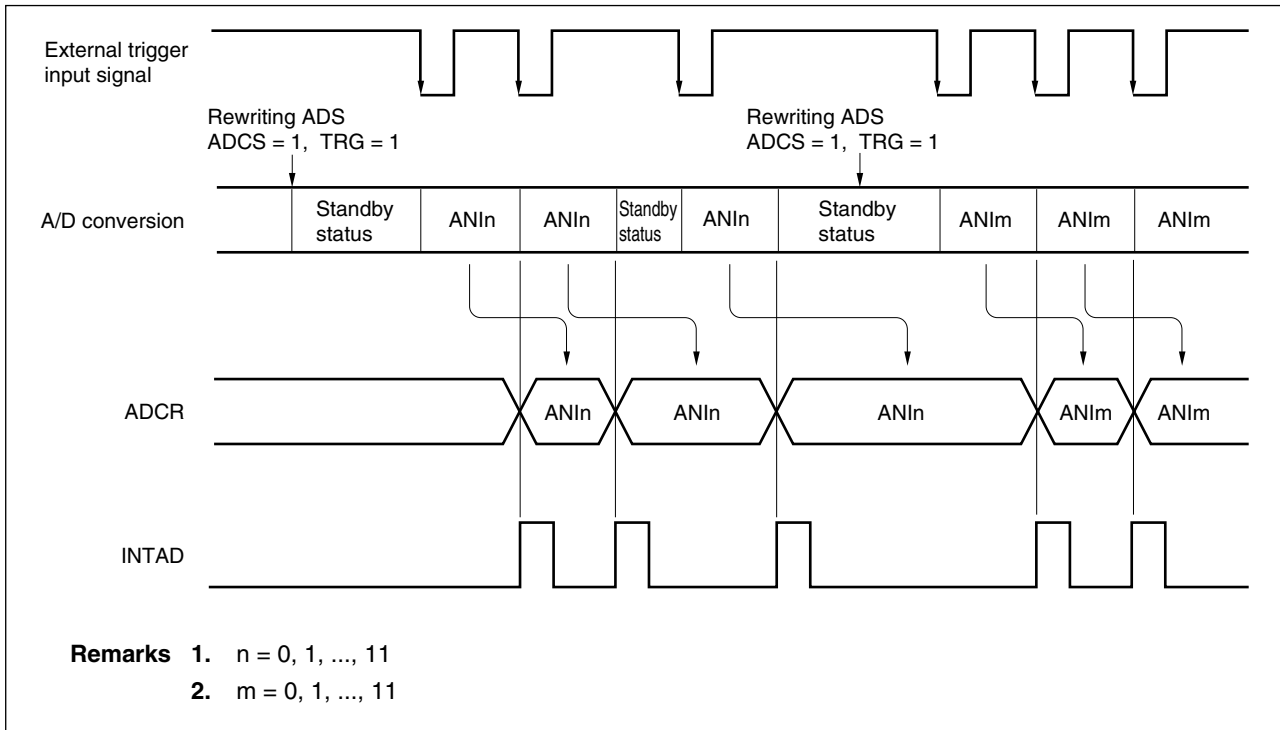 External trigger
input signal
Rewriting ADS
ADCS = 1, TRG = 1
Rewriting ADS
ADCS = 1, TRG = 1
A/D conversion
Standby
status
ANIn
ANIn
Standby
status
ANIn
Standby
status
ANIm
ANIm
ANIm
ADCR
ANIn
ANIn
ANIn
ANIm
ANIm
INTAD
Remarks 1. n = 0, 1, ..., 11
2. m = 0, 1, ..., 11